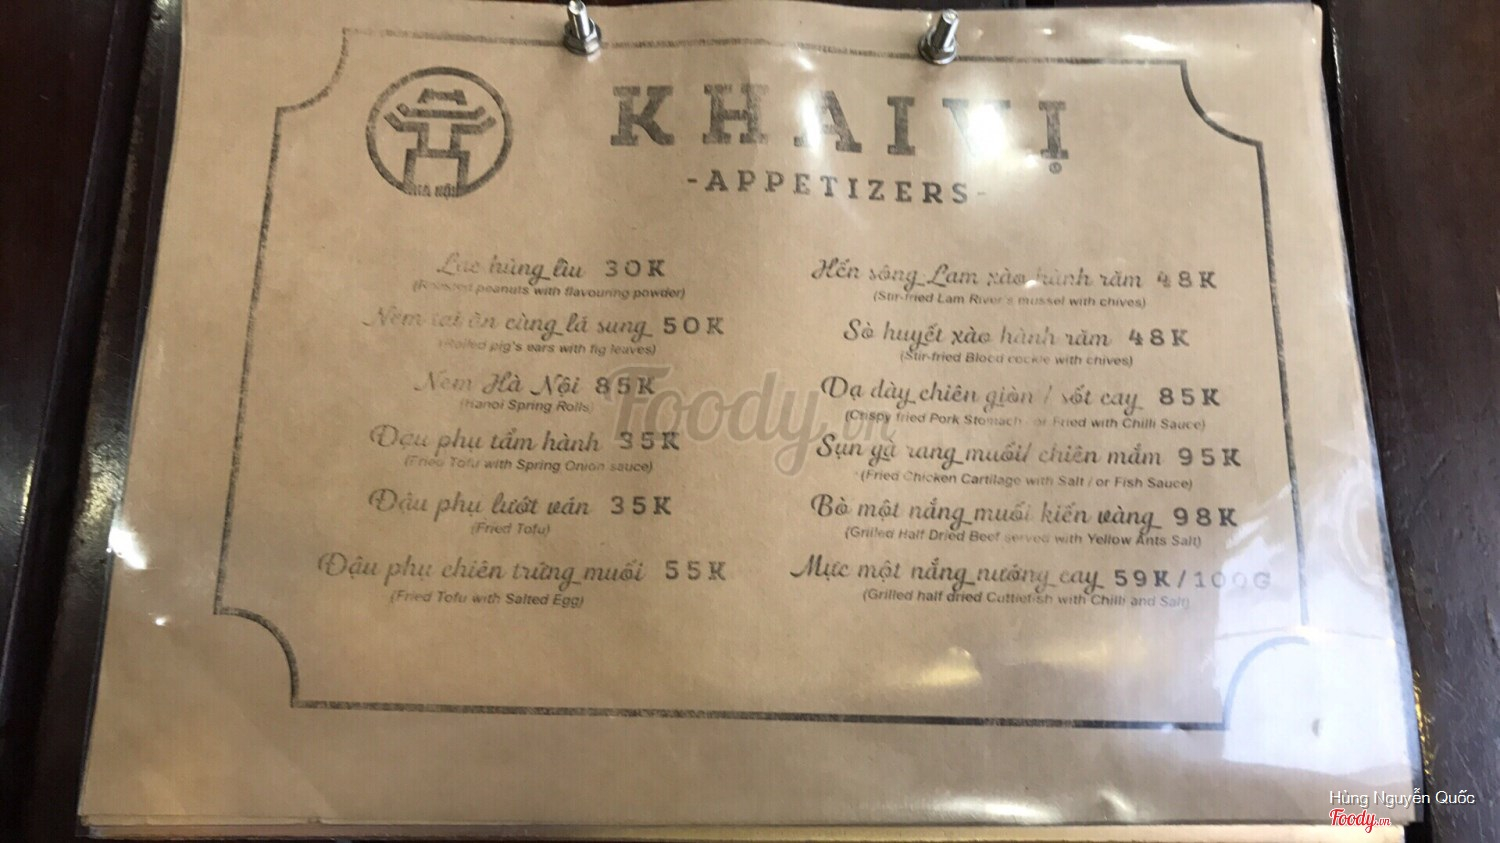 HÀ NỘI
KHAI VỊ
-APPETIZERS-
Lạc húng lìu 30K
(Roasted peanuts with flavouring powder)
Nem tai ăn cùng lá sung 50K
(Rolled pig's ears with fig leaves)
Nem Hà Nội 85K
(Hanoi Spring Rolls)
Đậu phụ tẩm hành 35K
(Fried Tofu with Spring Onion sauce)
Đậu phụ lướt ván 35K
(Fried Tofu)
Đậu phụ chiên trứng muối 55K
(Fried Tofu with Salted Egg)
Hến sông Lam xào hành răm 48K
(Stir-fried Lam River's mussel with chives)
Sò huyết xào hành răm 48K
(Stir-fried Blood cockle with chives)
Dạ dày chiên giòn / sốt cay 85K
(Crispy fried Pork Stomach / or Fried with Chilli Sauce)
Sụn gà rang muối/ chiên mắm 95K
(Fried Chicken Cartilage with Salt / or Fish Sauce)
Bò một nắng muối kiến vàng 98K
(Grilled Half Dried Beef served with Yellow Ants Salt)
Mực một nắng nướng cay 59K/100G
(Grilled half dried Cuttlefish with Chilli and Salt)
Foody.vn
Hùng Nguyễn Quốc
Foody.vn